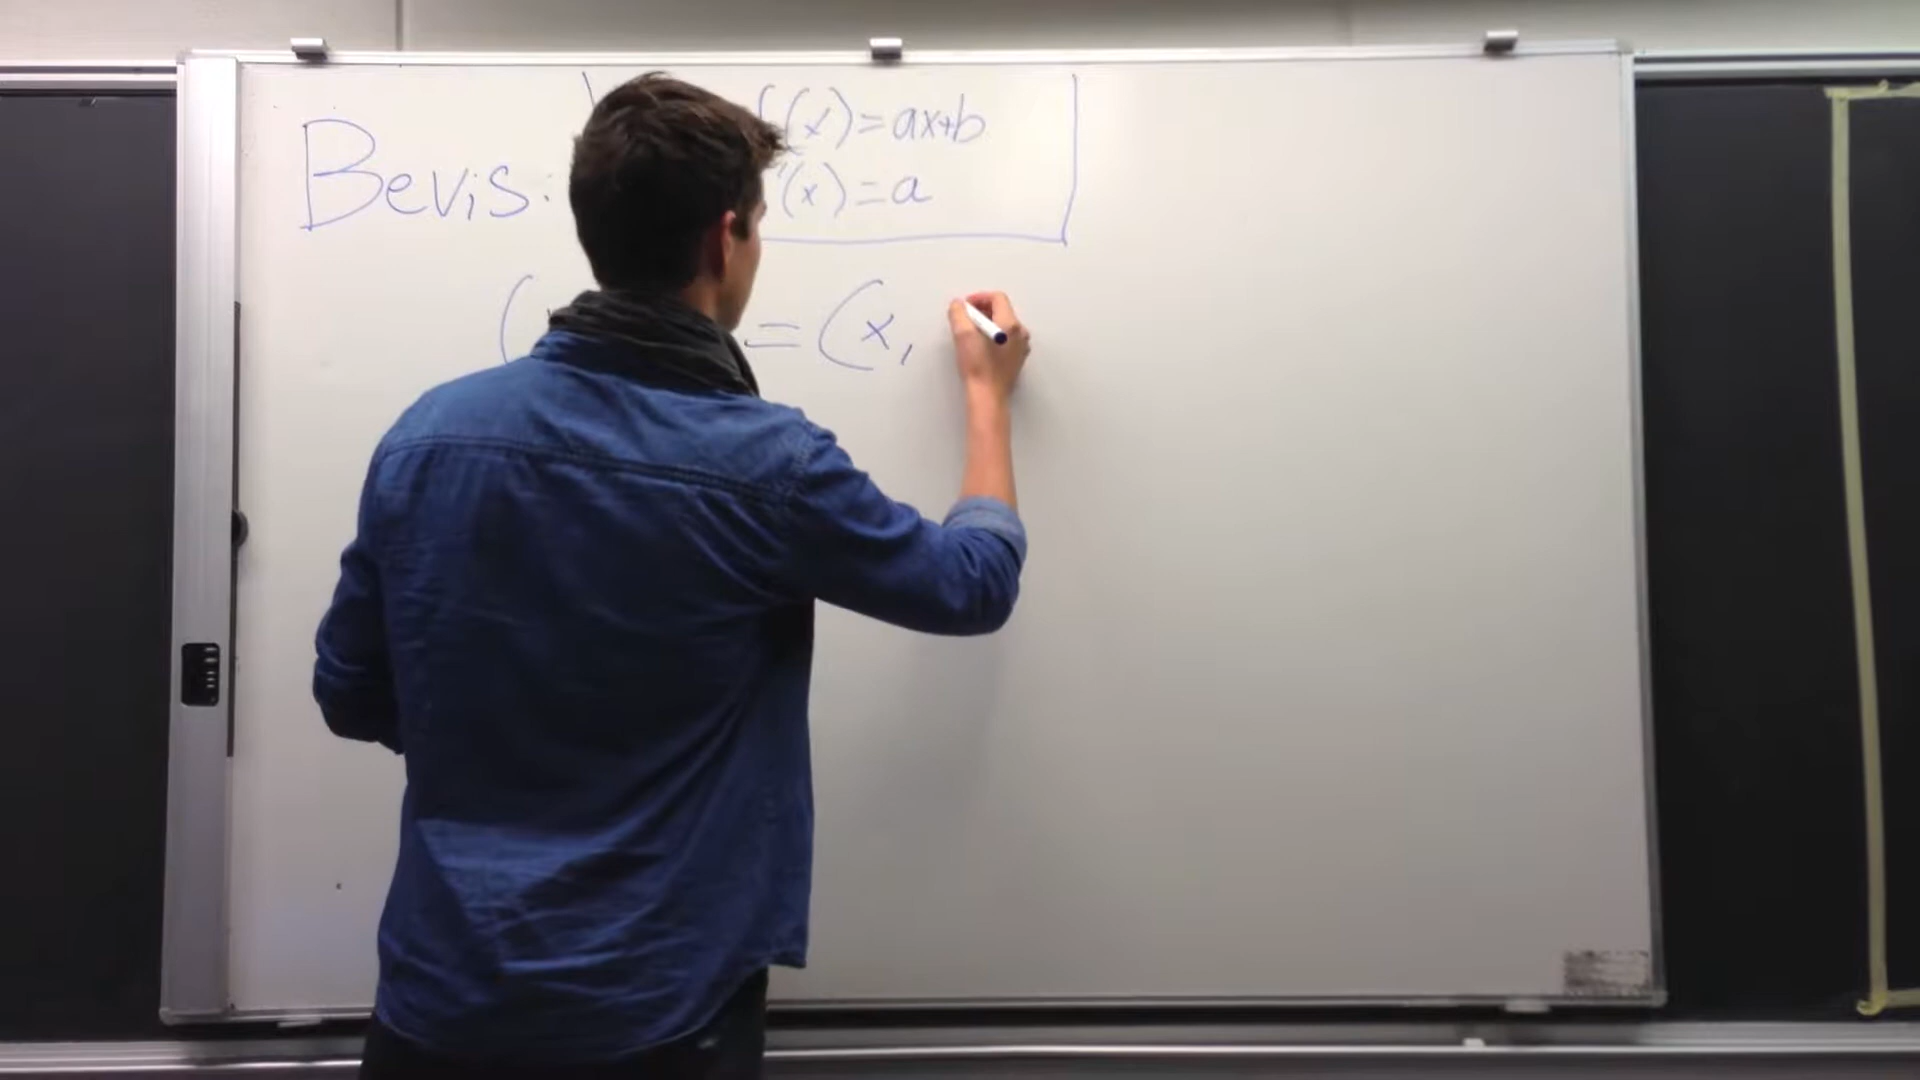 Bevis: f(x)=ax+b
'(x)=a
( = (x,